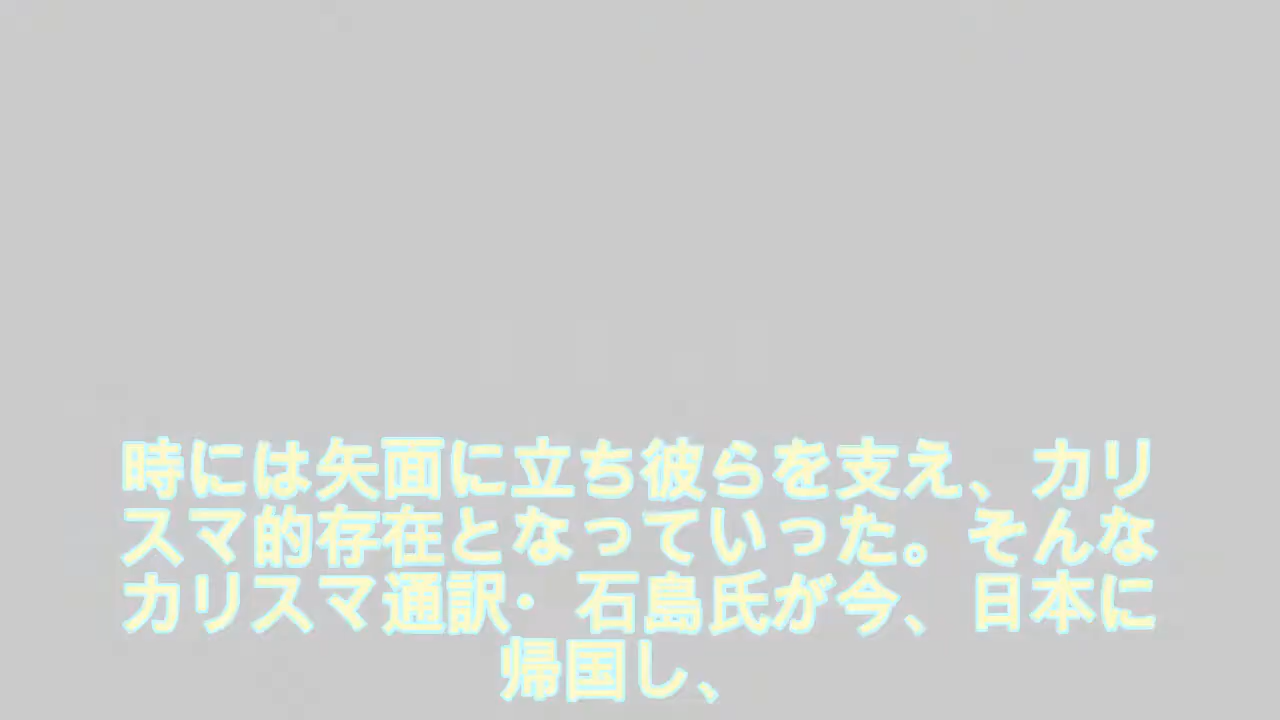 時には矢面に立ち彼らを支え、カリ
スマ的存在となっていった。そんな
カリスマ通訳・石島氏が今、日本に
帰国し、